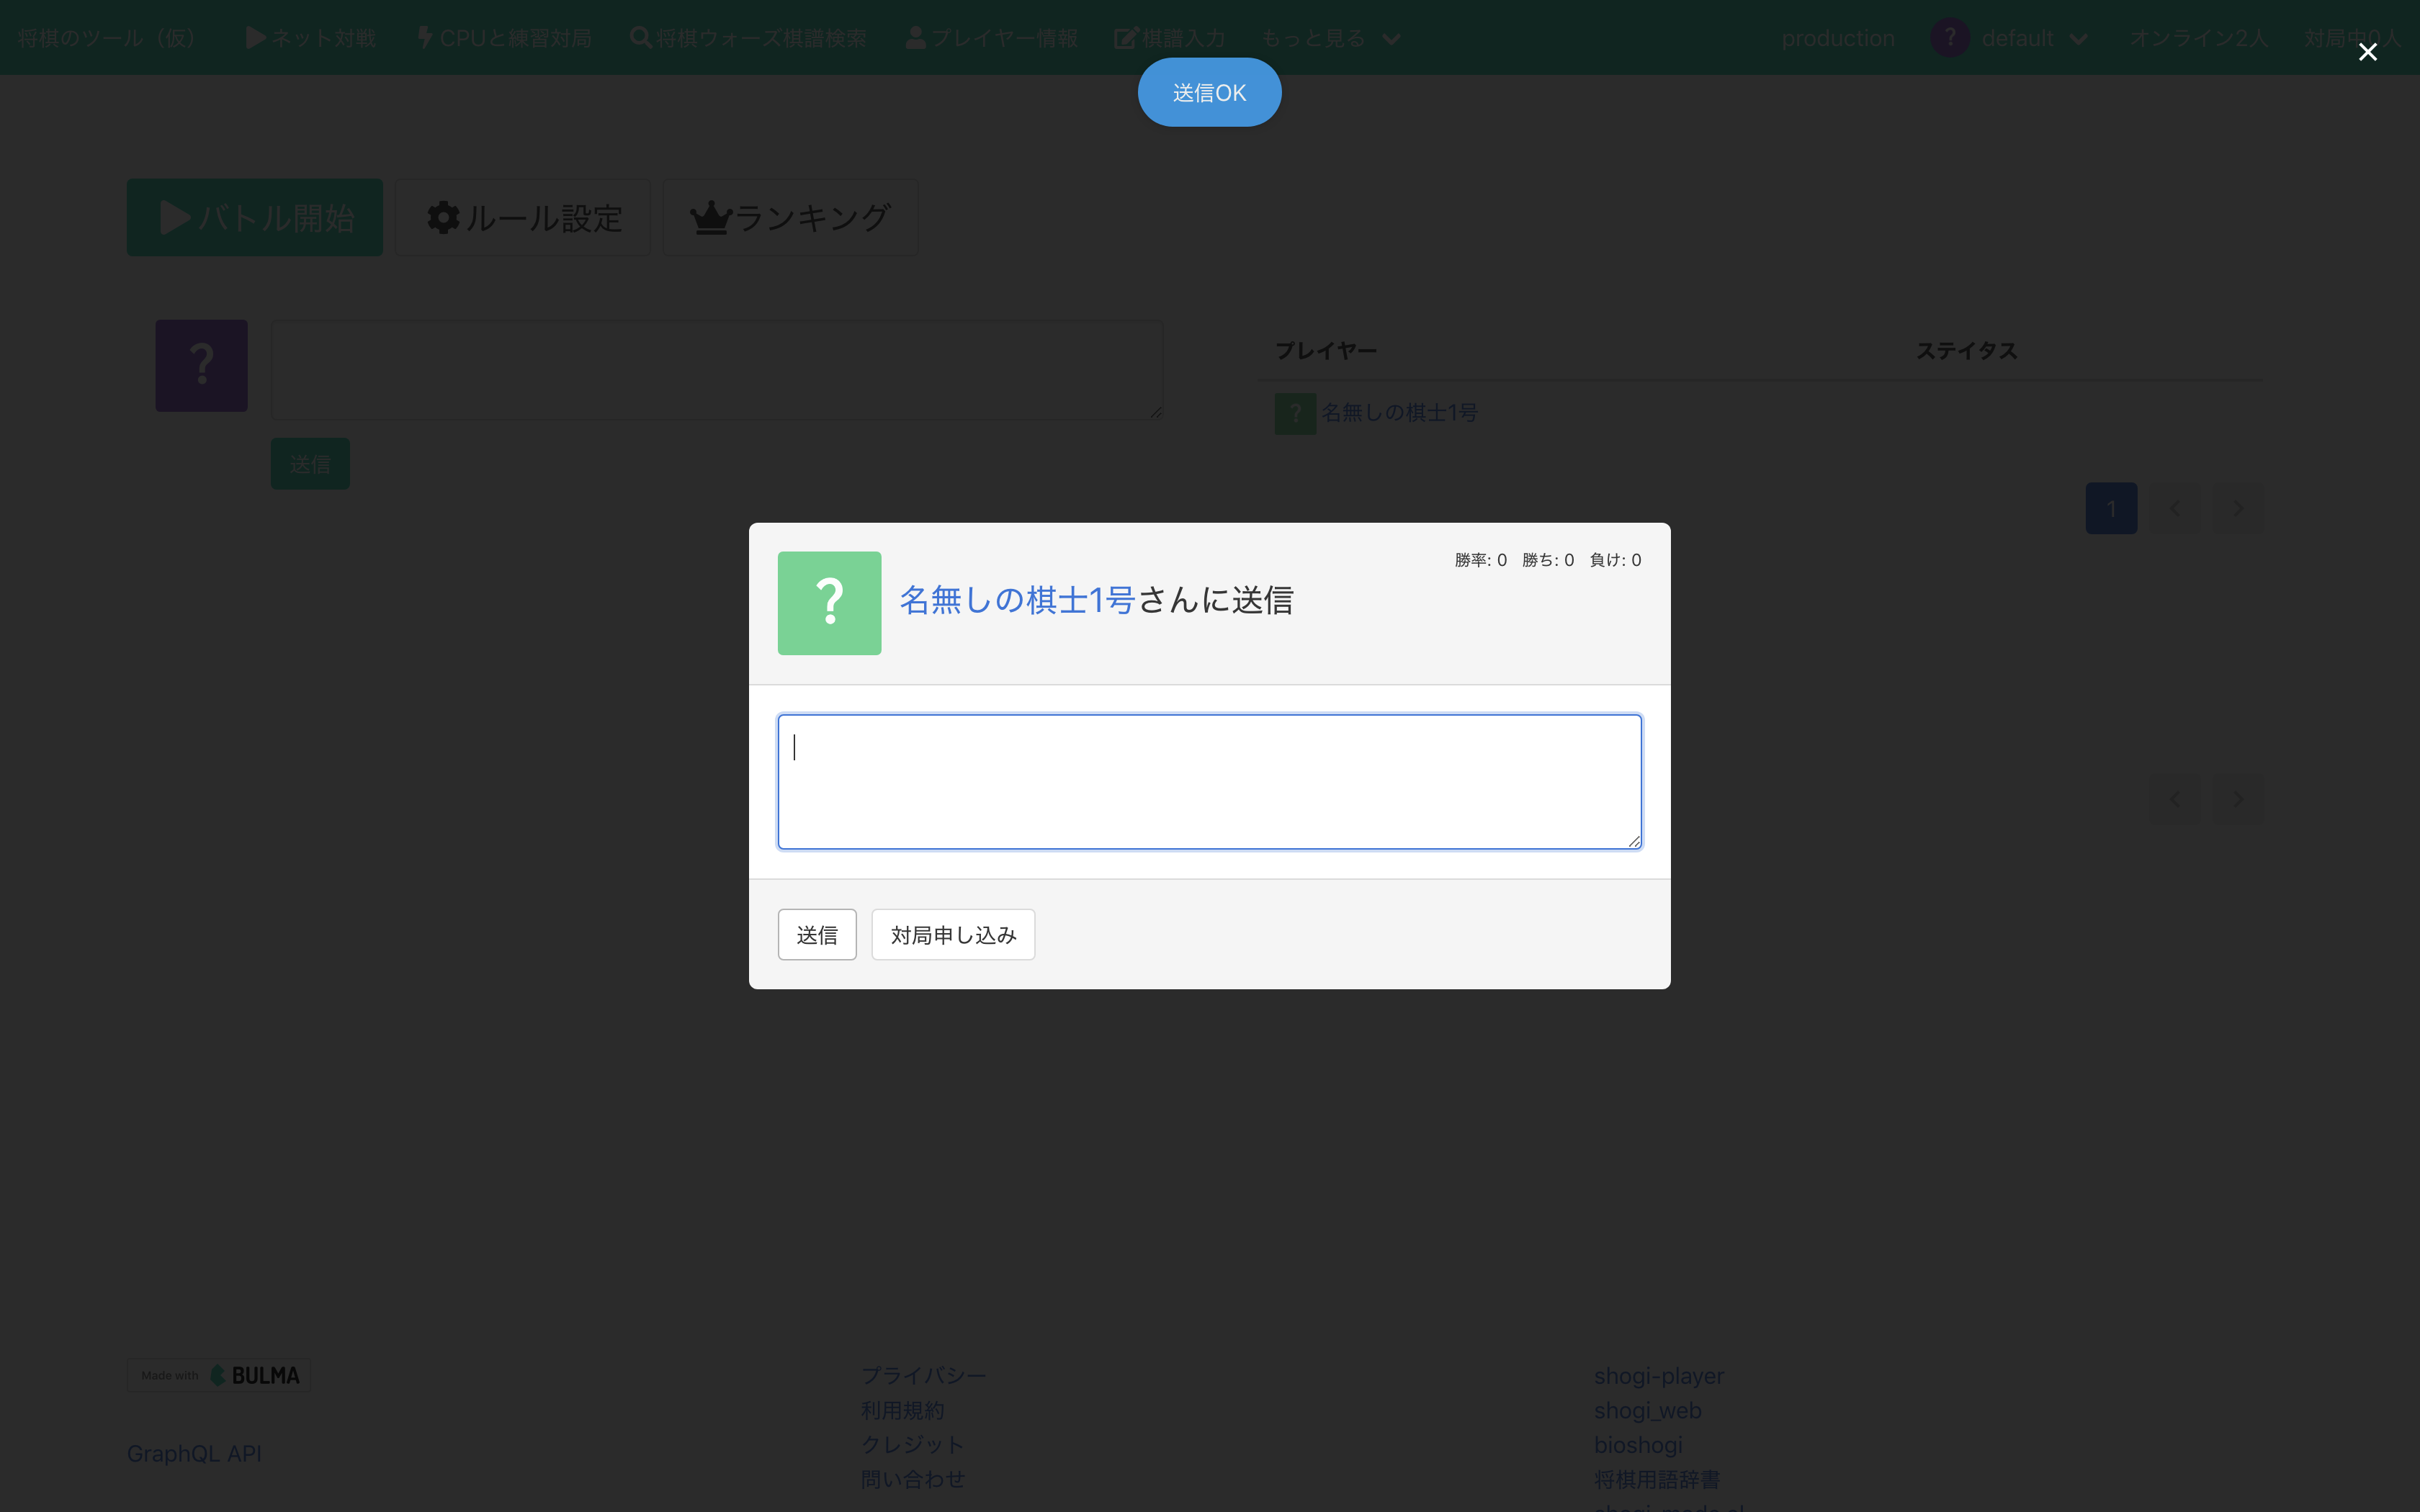 将棋のツール（仮） ネット対戦 CPUと練習対局 将棋ウォーズ棋譜検索 プレイヤー情報 棋譜入力 もっと見る production ? default オンライン2人 対局中0人
送信OK
バトル開始 ルール設定 ランキング
?
送信
プレイヤー ステイタス
? 名無しの棋士1号
1
勝率: 0 勝ち: 0 負け: 0
? 名無しの棋士1号さんに送信
送信 対局申し込み
Made with BULMA
GraphQL API
プライバシー
利用規約
クレジット
問い合わせ
shogi-player
shogi_web
bioshogi
将棋用語辞書